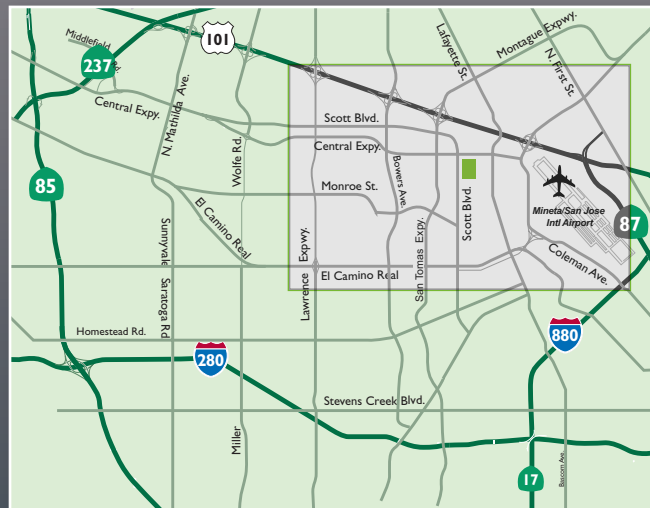 Middlefield Rd.
101
237
Central Expy.
N. Mathilda Ave.
Wolfe Rd.
Lafayette St.
Montague Expwy.
N. First St.
Scott Blvd.
Central Expy.
Bowers Ave.
Monroe St.
Scott Blvd.
Mineta/San Jose
Intl Airport
85
87
El Camino Real
Sunnyvale Saratoga Rd
Lawrence Expwy.
El Camino Real
San Tomas Expy.
Coleman Ave.
Homestead Rd.
280
880
Stevens Creek Blvd.
Miller
17
Bascom Ave.